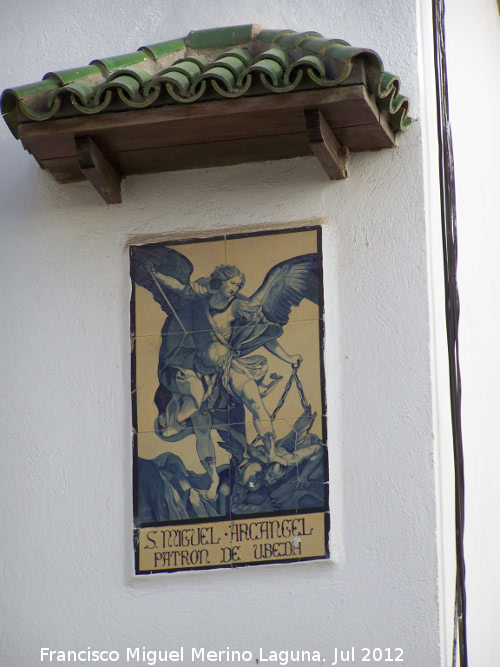 S. MIGUEL · ARCANGEL
PATRON DE UBEDA
Francisco Miguel Merino Laguna. Jul 2012